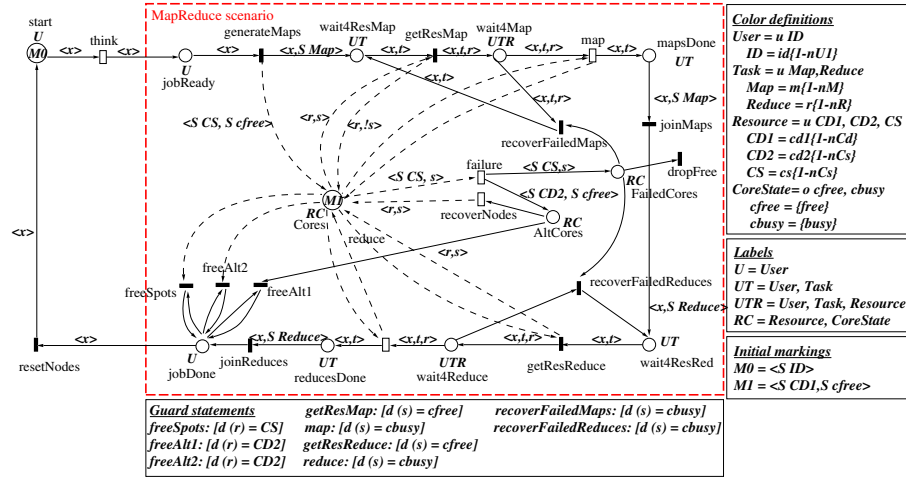 MapReduce scenario
start
U
M0
<x>
think
<x>
U
jobReady
<x>
generateMaps
<x,S Map>
wait4ResMap
UT
<x,t>
getResMap
<x,t,r>
wait4Map
UTR
<x,t,r>
map
<x,t>
mapsDone
UT
<x,t>
<x,t,r>
<x,S Map>
joinMaps
recoverFailedMaps
<S CS, S cfree>
<r,s>
<r,!s>
failure
<S CS, s>
<S CS,s>
dropFree
RC
FailedCores
<S CD2, S cfree>
M1
RC
Cores
<r,s>
recoverNodes
RC
AltCores
reduce
<r,s>
<x>
freeAlt2
freeSpots
freeAlt1
recoverFailedReduces
<x,S Reduce>
<x>
resetNodes
U
jobDone
<x,S Reduce>
joinReduces
UT
reducesDone
<x,t>
<x,t,r>
UTR
wait4Reduce
<x,t,r>
getResReduce
<x,t>
UT
wait4ResRed
Color definitions
User = u ID
ID = id{1-nU1}
Task = u Map,Reduce
Map = m{1-nM}
Reduce = r{1-nR}
Resource = u CD1, CD2, CS
CD1 = cd1{1-nCd}
CD2 = cd2{1-nCs}
CS = cs{1-nCs}
CoreState= o cfree, cbusy
cfree = {free}
cbusy = {busy}
Labels
U = User
UT = User, Task
UTR = User, Task, Resource
RC = Resource, CoreState
Initial markings
M0 = <S ID>
M1 = <S CD1,S cfree>
Guard statements
freeSpots: [d (r) = CS]
freeAlt1: [d (r) = CD2]
freeAlt2: [d (r) = CD2]
getResMap: [d (s) = cfree]
map: [d (s) = cbusy]
getResReduce: [d (s) = cfree]
reduce: [d (s) = cbusy]
recoverFailedMaps: [d (s) = cbusy]
recoverFailedReduces: [d (s) = cbusy]